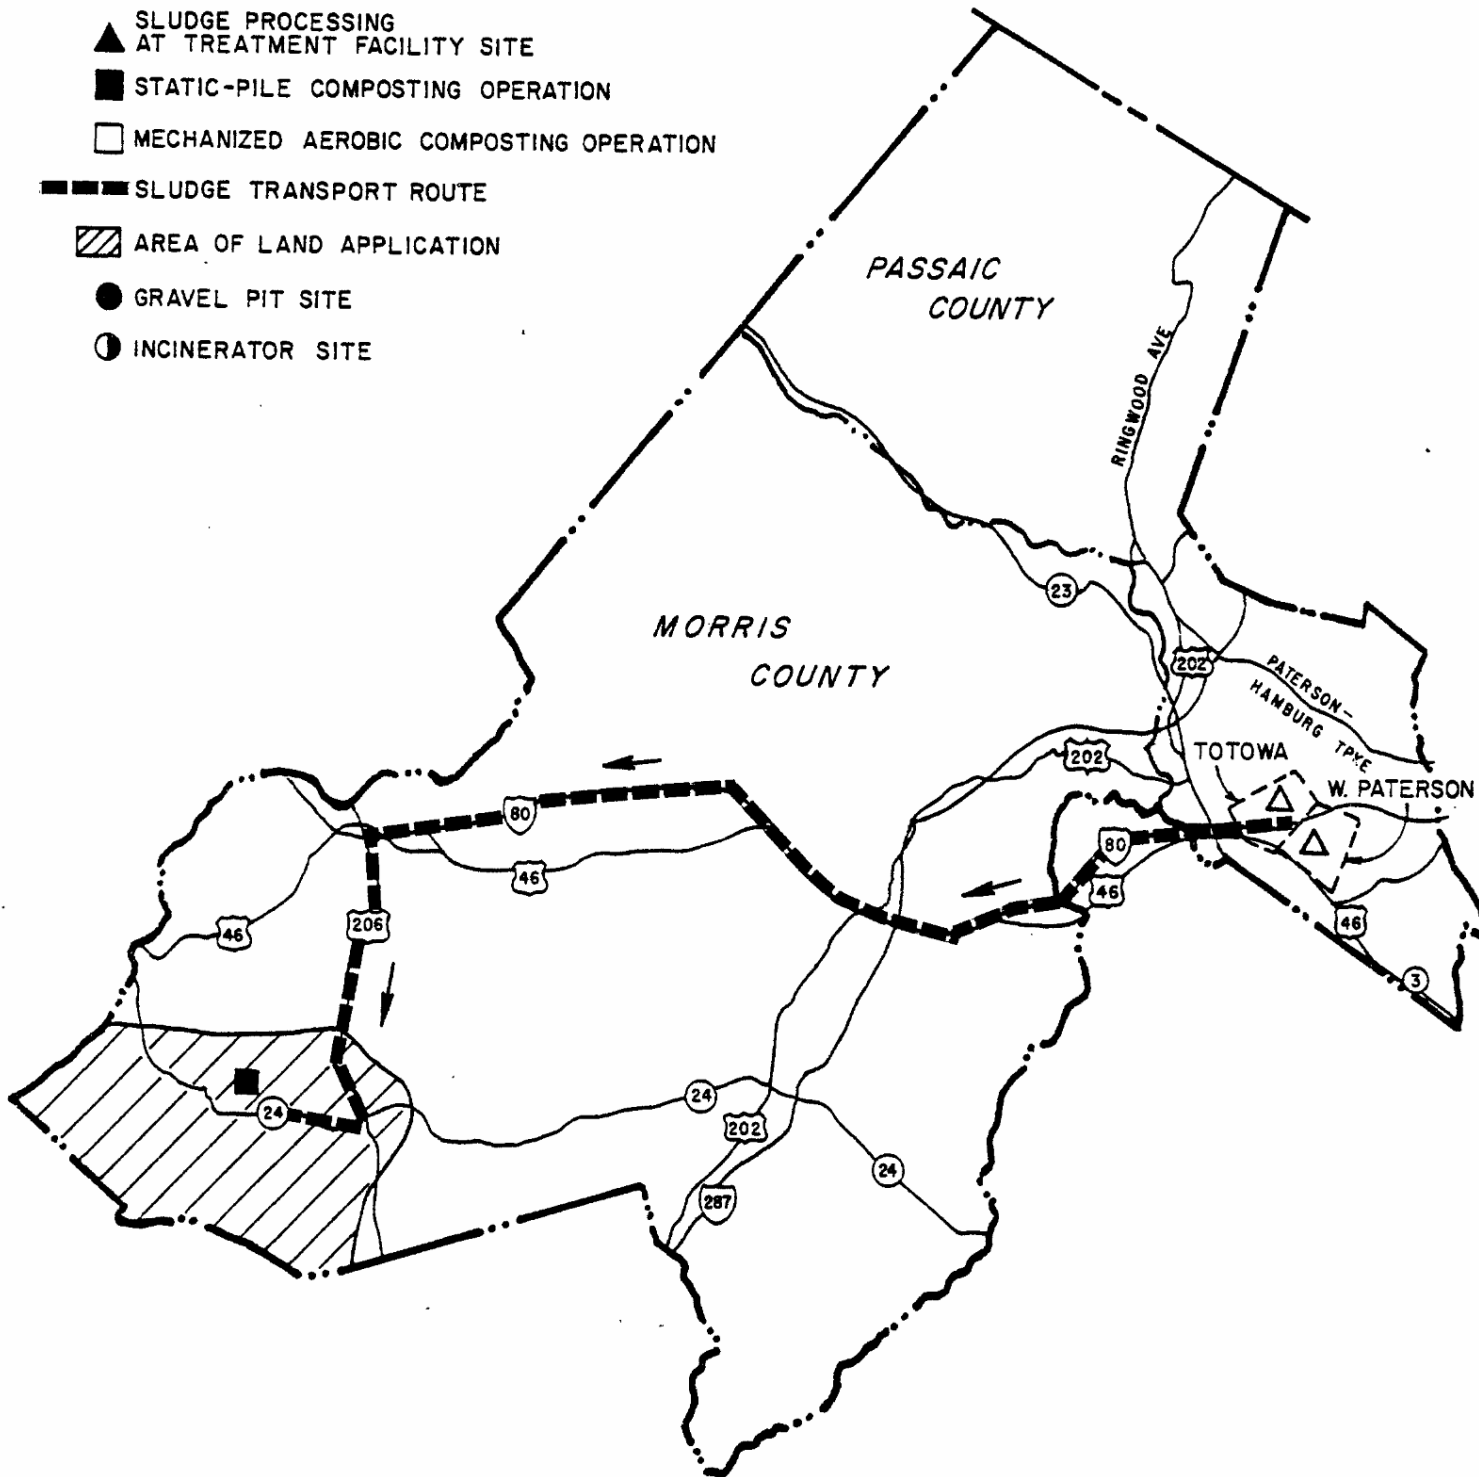 SLUDGE PROCESSING
AT TREATMENT FACILITY SITE
STATIC-PILE COMPOSTING OPERATION
MECHANIZED AEROBIC COMPOSTING OPERATION
SLUDGE TRANSPORT ROUTE
AREA OF LAND APPLICATION
GRAVEL PIT SITE
INCINERATOR SITE
PASSAIC
COUNTY
RINGWOOD AVE
23
MORRIS
COUNTY
202
PATERSON-
HAMBURG TPKE
202
TOTOWA
W. PATERSON
80
80
46
46
46
206
46
3
24
24
202
24
287